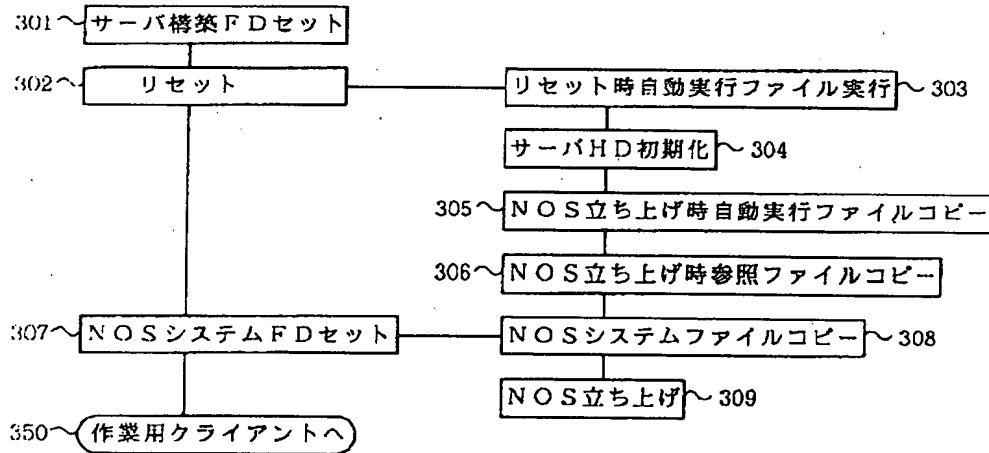 301 サーバ構築FDセット
302 リセット
リセット時自動実行ファイル実行 303
サーバHD初期化 304
305 NOS立ち上げ時自動実行ファイルコピー
306 NOS立ち上げ時参照ファイルコピー
307 NOSシステムFDセット
NOSシステムファイルコピー 308
NOS立ち上げ 309
350 作業用クライアントへ